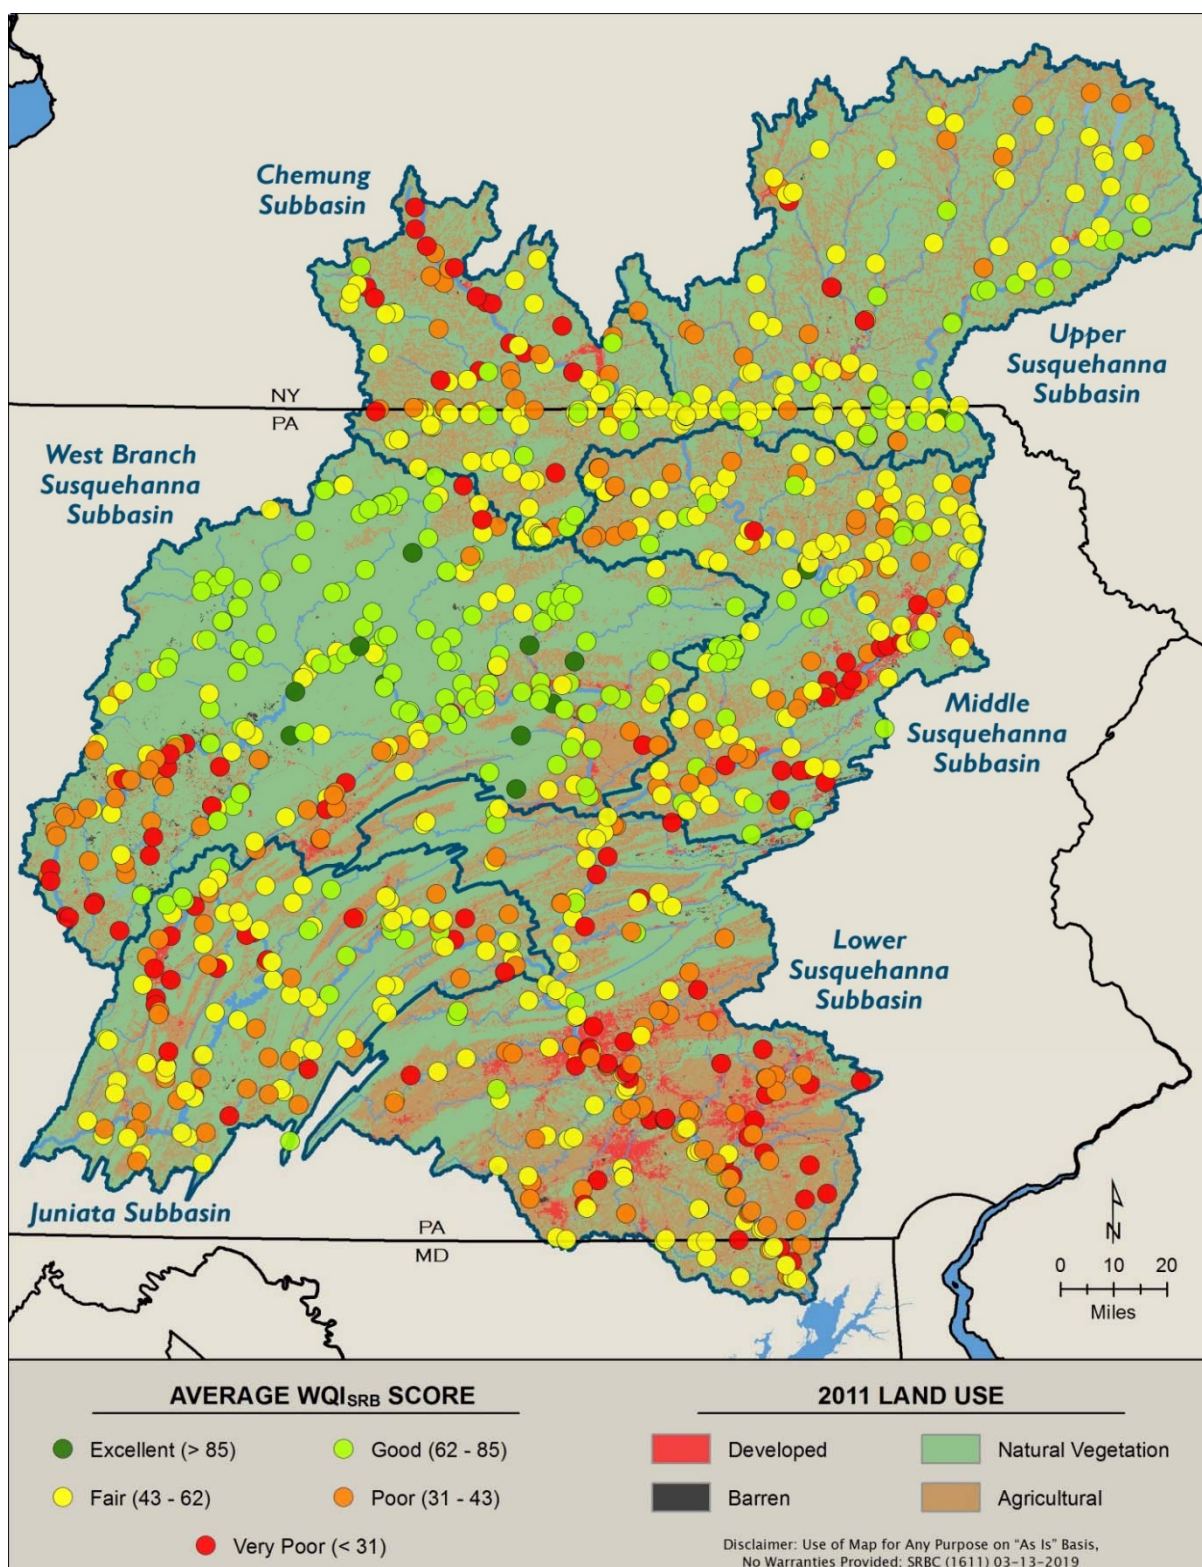 Chemung
Subbasin
Upper
Susquehanna
Subbasin
NY
PA
West Branch
Susquehanna
Subbasin
Middle
Susquehanna
Subbasin
Lower
Susquehanna
Subbasin
Juniata Subbasin
PA
MD
N
0 10 20
Miles
AVERAGE WQISRB SCORE
Excellent (> 85)
Good (62 - 85)
Fair (43 - 62)
Poor (31 - 43)
Very Poor (< 31)
2011 LAND USE
Developed
Natural Vegetation
Barren
Agricultural
Disclaimer: Use of Map for Any Purpose on "As Is" Basis,
No Warranties Provided; SRBC (1611) 03-13-2019